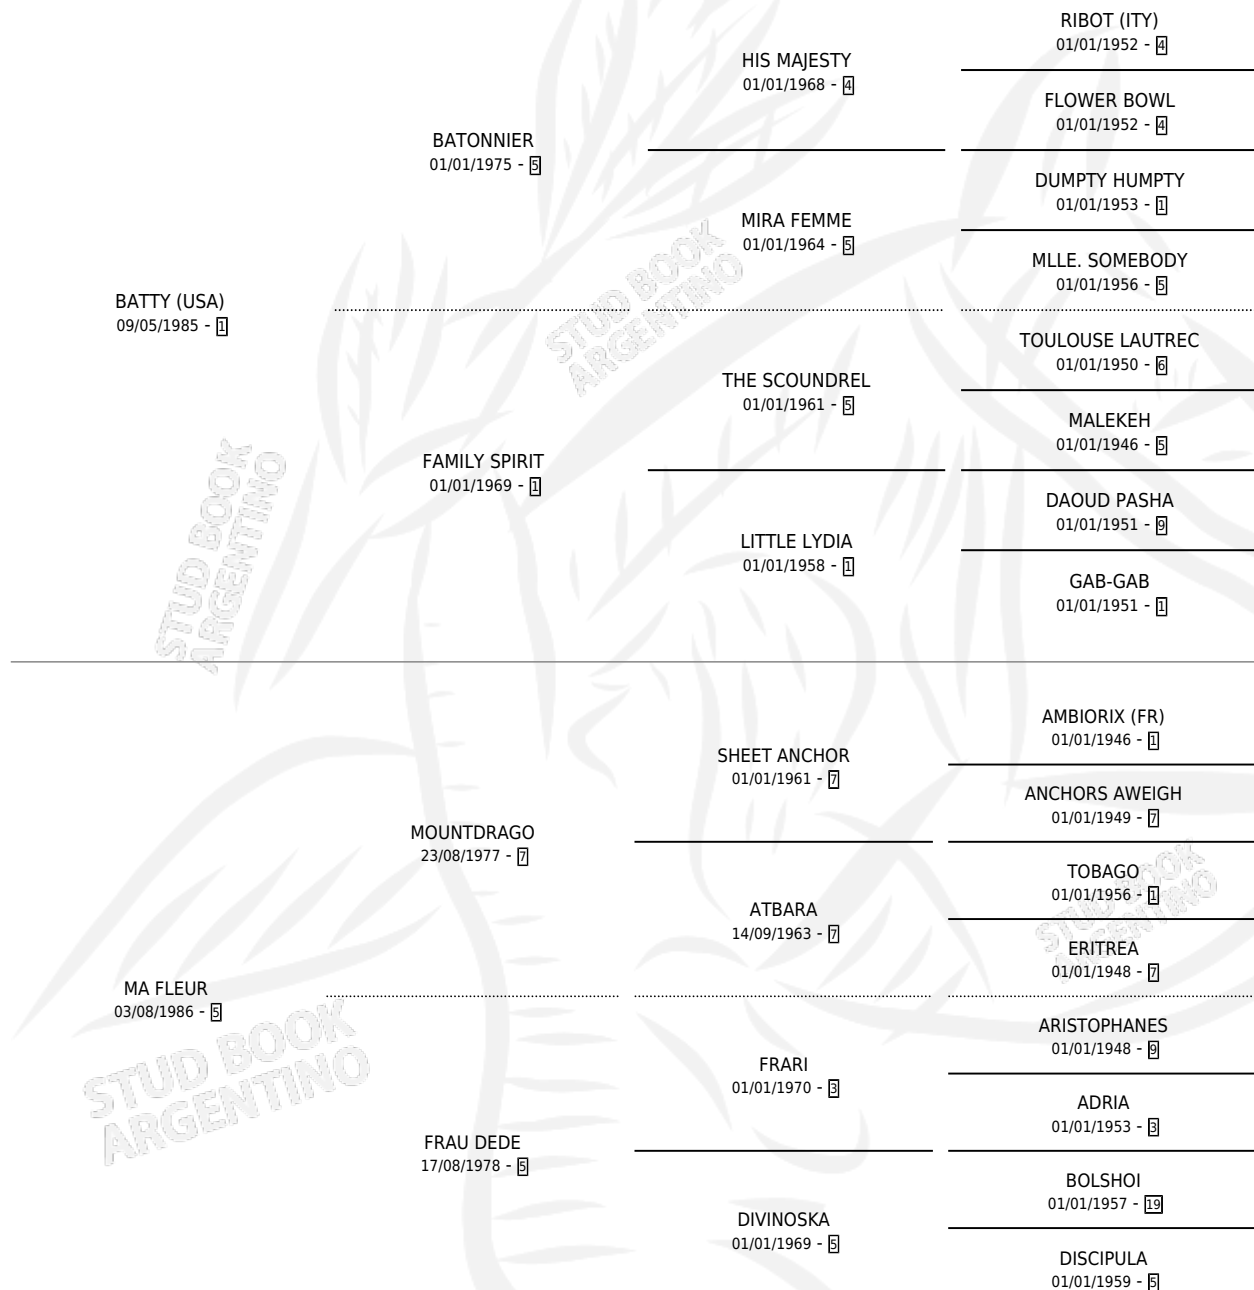 BATTY (USA)
09/05/1985 - 1
BATONNIER
01/01/1975 - 5
HIS MAJESTY
01/01/1968 - 4
RIBOT (ITY)
01/01/1952 - 4
FLOWER BOWL
01/01/1952 - 4
MIRA FEMME
01/01/1964 - 5
DUMPTY HUMPTY
01/01/1953 - 1
MLLE. SOMEBODY
01/01/1956 - 5
FAMILY SPIRIT
01/01/1969 - 1
THE SCOUNDREL
01/01/1961 - 5
TOULOUSE LAUTREC
01/01/1950 - 6
MALEKEH
01/01/1946 - 5
LITTLE LYDIA
01/01/1958 - 1
DAOUD PASHA
01/01/1951 - 9
GAB-GAB
01/01/1951 - 1
MA FLEUR
03/08/1986 - 5
MOUNTDRAGO
23/08/1977 - 7
SHEET ANCHOR
01/01/1961 - 7
AMBIORIX (FR)
01/01/1946 - 1
ANCHORS AWEIGH
01/01/1949 - 7
ATBARA
14/09/1963 - 7
TOBAGO
01/01/1956 - 1
ERITREA
01/01/1948 - 7
FRAU DEDE
17/08/1978 - 5
FRARI
01/01/1970 - 3
ARISTOPHANES
01/01/1948 - 9
ADRIA
01/01/1953 - 3
DIVINOSKA
01/01/1969 - 5
BOLSHOI
01/01/1957 - 19
DISCIPULA
01/01/1959 - 5
STUD BOOK
ARGENTINO
STUD BOOK
ARGENTINO
STUD BOOK
ARGENTINO
STUD BOOK
ARGENTINO